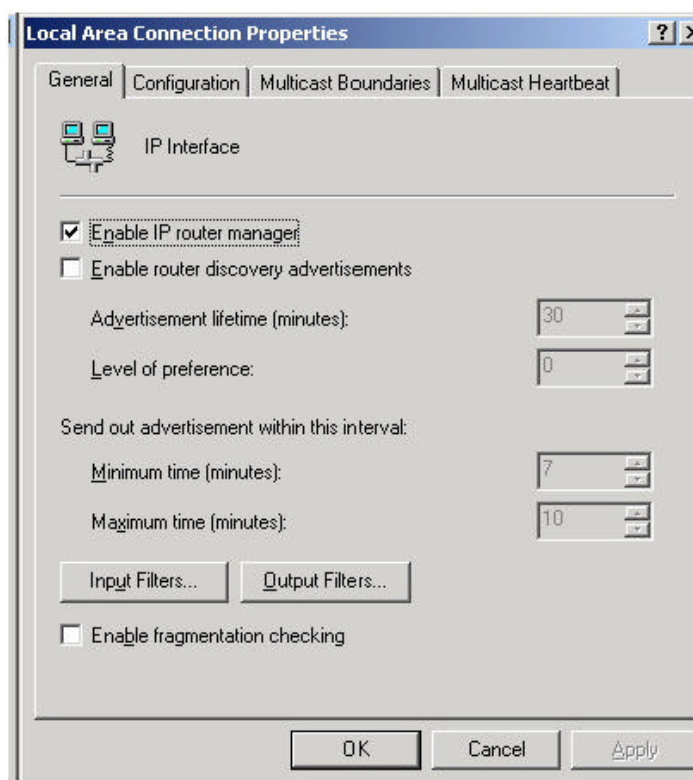 Local Area Connection Properties
? X
General Configuration Multicast Boundaries Multicast Heartbeat
IP Interface
Enable IP router manager
Enable router discovery advertisements
Advertisement lifetime (minutes): 30
Level of preference: 0
Send out advertisement within this interval:
Minimum time (minutes): 7
Maximum time (minutes): 10
Input Filters... Output Filters...
Enable fragmentation checking
OK Cancel Apply